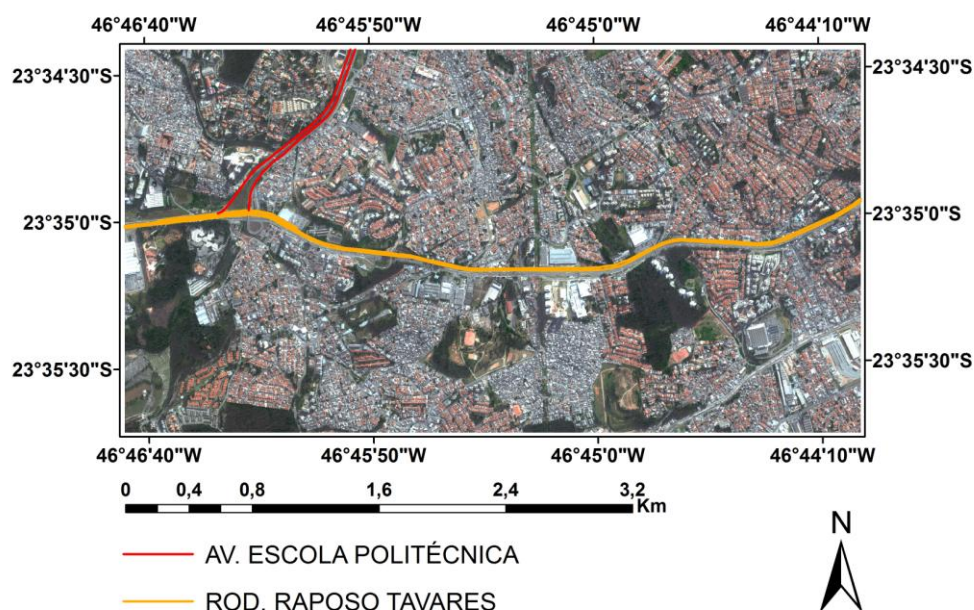 46°46'40"W 46°45'50"W 46°45'0"W 46°44'10"W
23°34'30"S 23°34'30"S
23°35'0"S 23°35'0"S
23°35'30"S 23°35'30"S
46°46'40"W 46°45'50"W 46°45'0"W 46°44'10"W
0 0,4 0,8 1,6 2,4 3,2
Km
N
AV. ESCOLA POLITÉCNICA
ROD. RAPOSO TAVARES